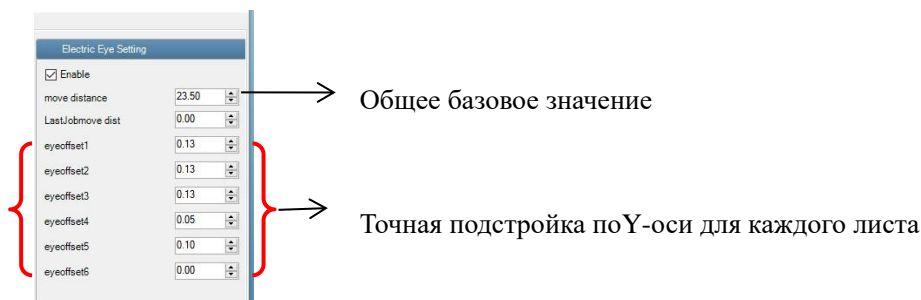 Electric Eye Setting
Enable
move distance 23.50
Общее базовое значение
LastJobmove dist 0.00
eyeoffset1 0.13
eyeoffset2 0.13
eyeoffset3 0.13
eyeoffset4 0.05
Точная подстройка поY-оси для каждого листа
eyeoffset5 0.10
eyeoffset6 0.00